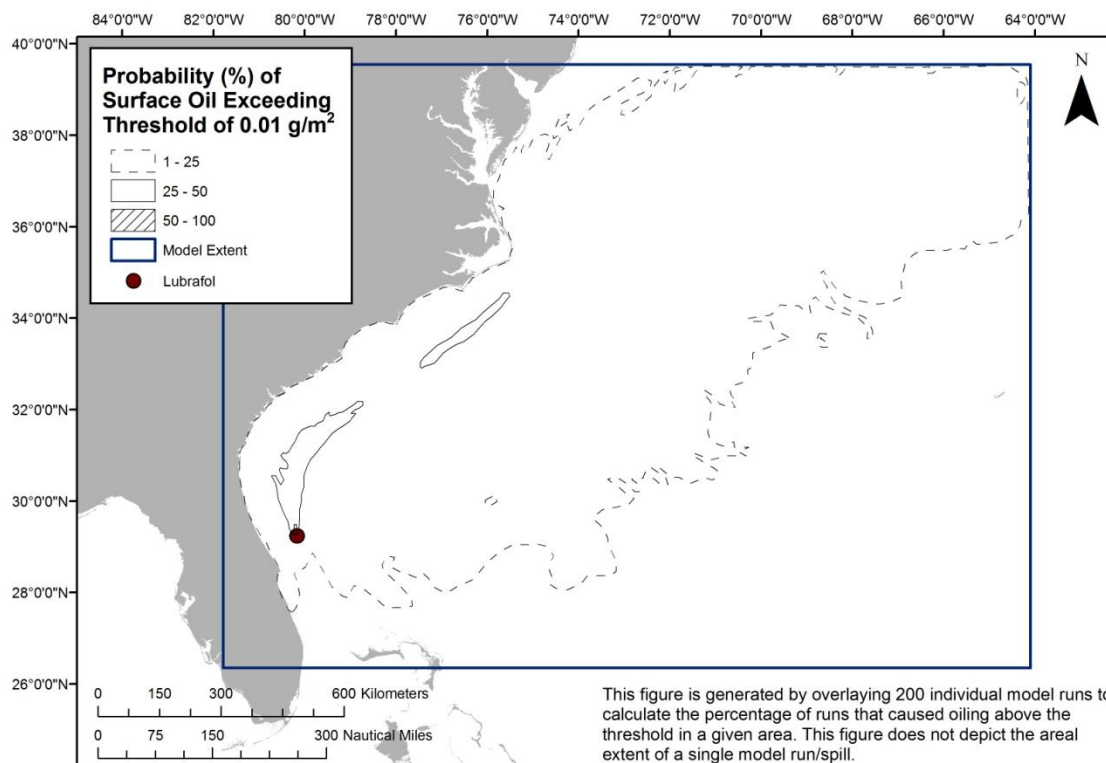 84°0'0"W 82°0'0"W 80°0'0"W 78°0'0"W 76°0'0"W 74°0'0"W 72°0'0"W 70°0'0"W 68°0'0"W 66°0'0"W 64°0'0"W
40°0'0"N
38°0'0"N
36°0'0"N
34°0'0"N
32°0'0"N
30°0'0"N
28°0'0"N
26°0'0"N
Probability (%) of
Surface Oil Exceeding
Threshold of 0.01 g/m²
1 - 25
25 - 50
50 - 100
Model Extent
Lubrafol
N
0 150 300 600 Kilometers
0 75 150 300 Nautical Miles
This figure is generated by overlaying 200 individual model runs to
calculate the percentage of runs that caused oiling above the
threshold in a given area. This figure does not depict the areal
extent of a single model run/spill.